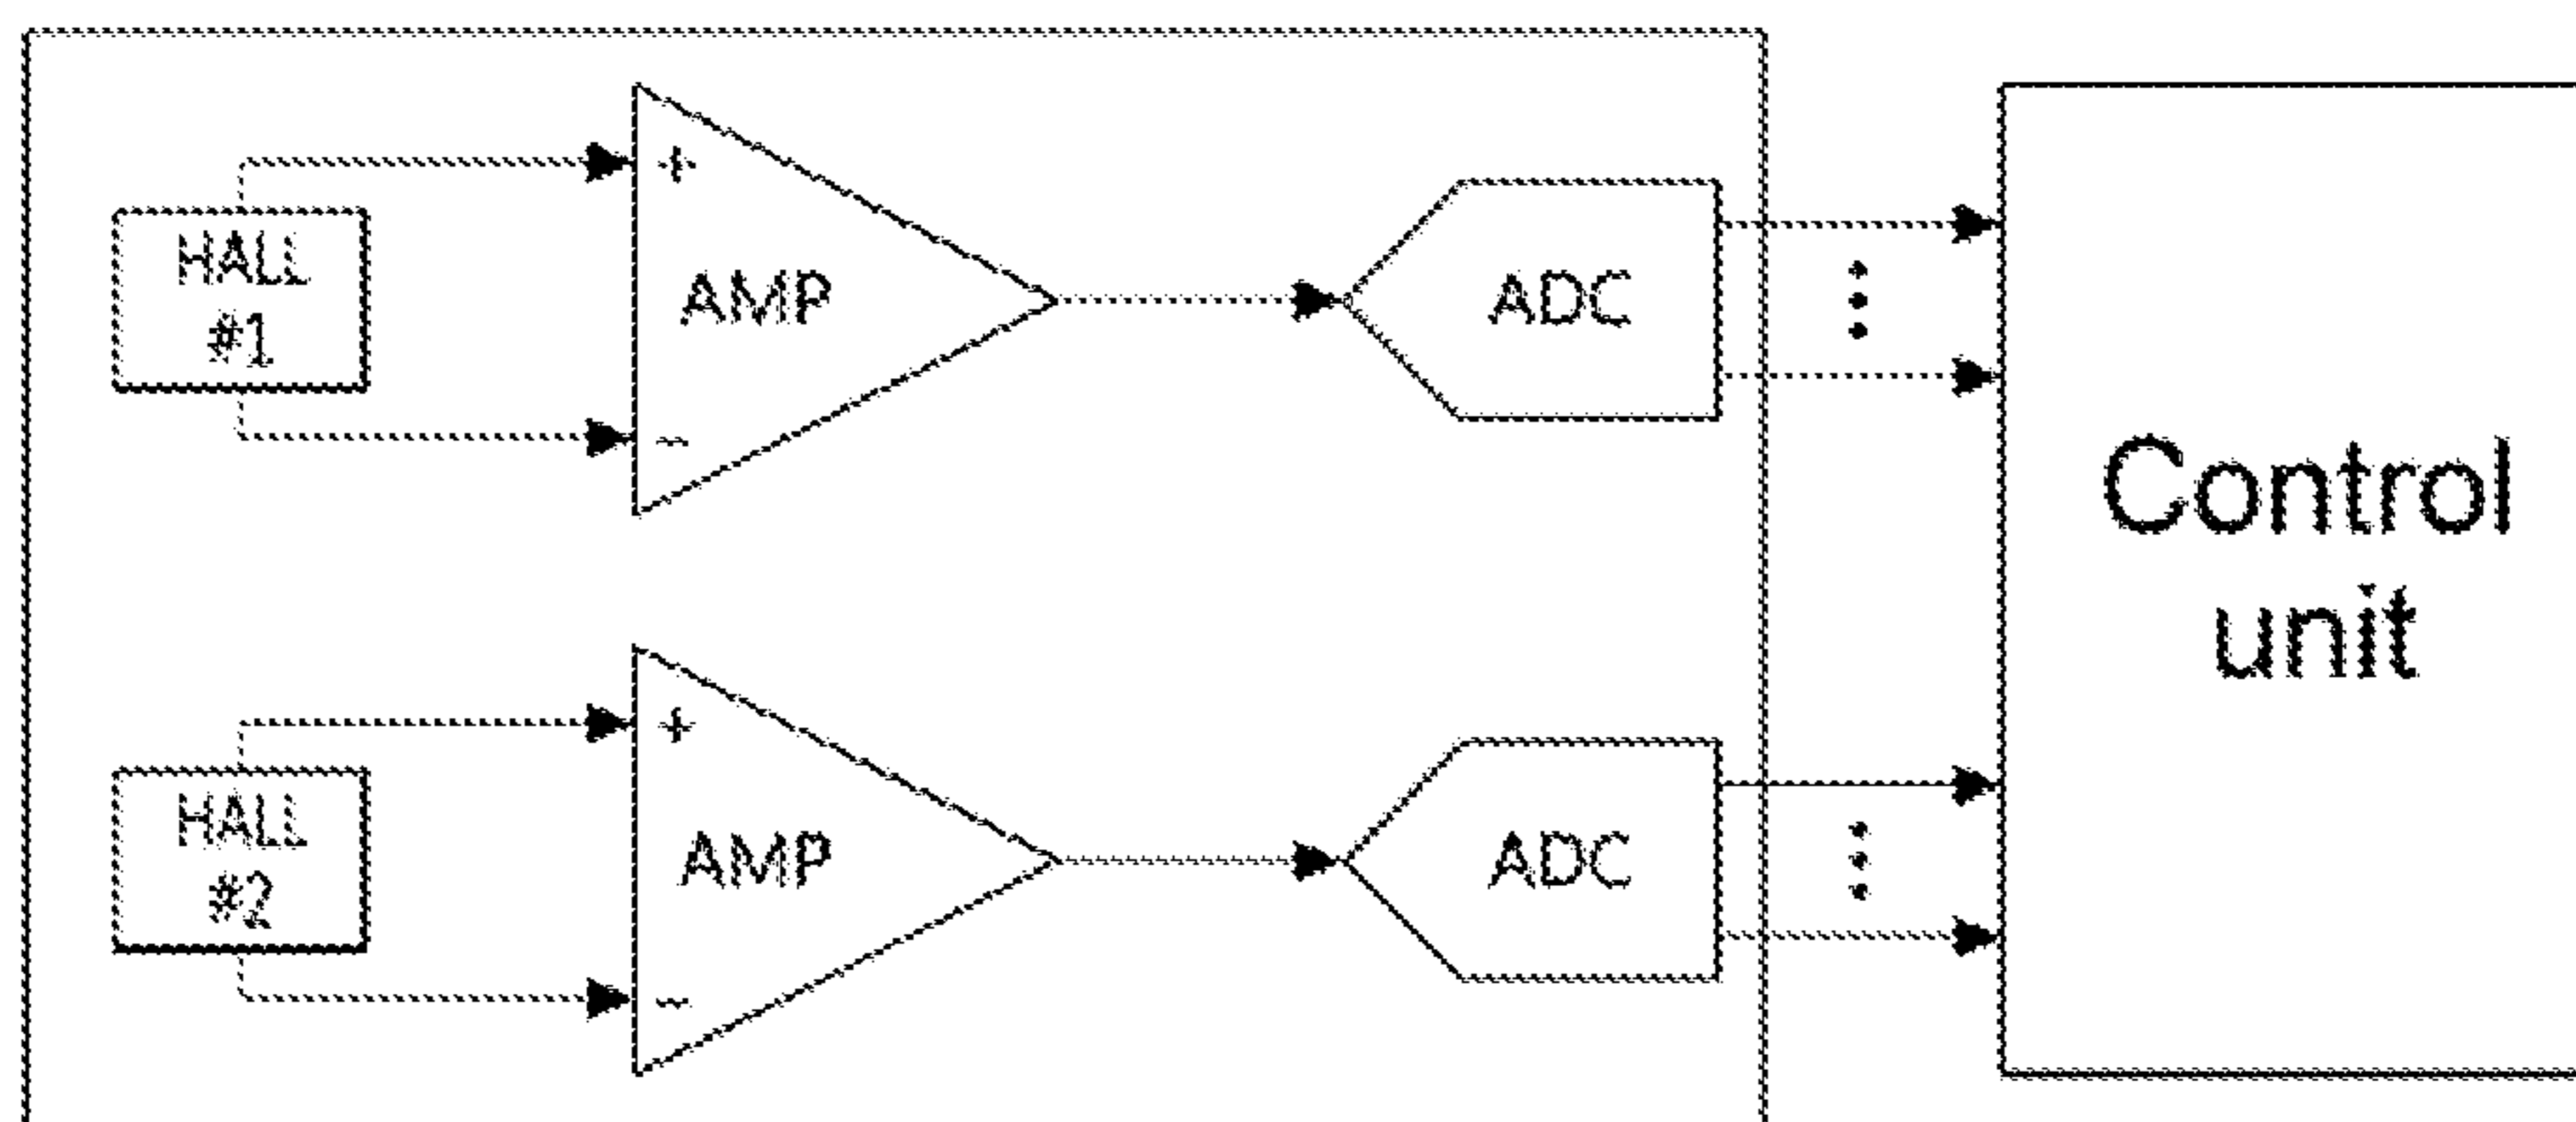 HALL
#1
+
AMP
−
ADC
HALL
#2
+
AMP
−
ADC
Control
unit